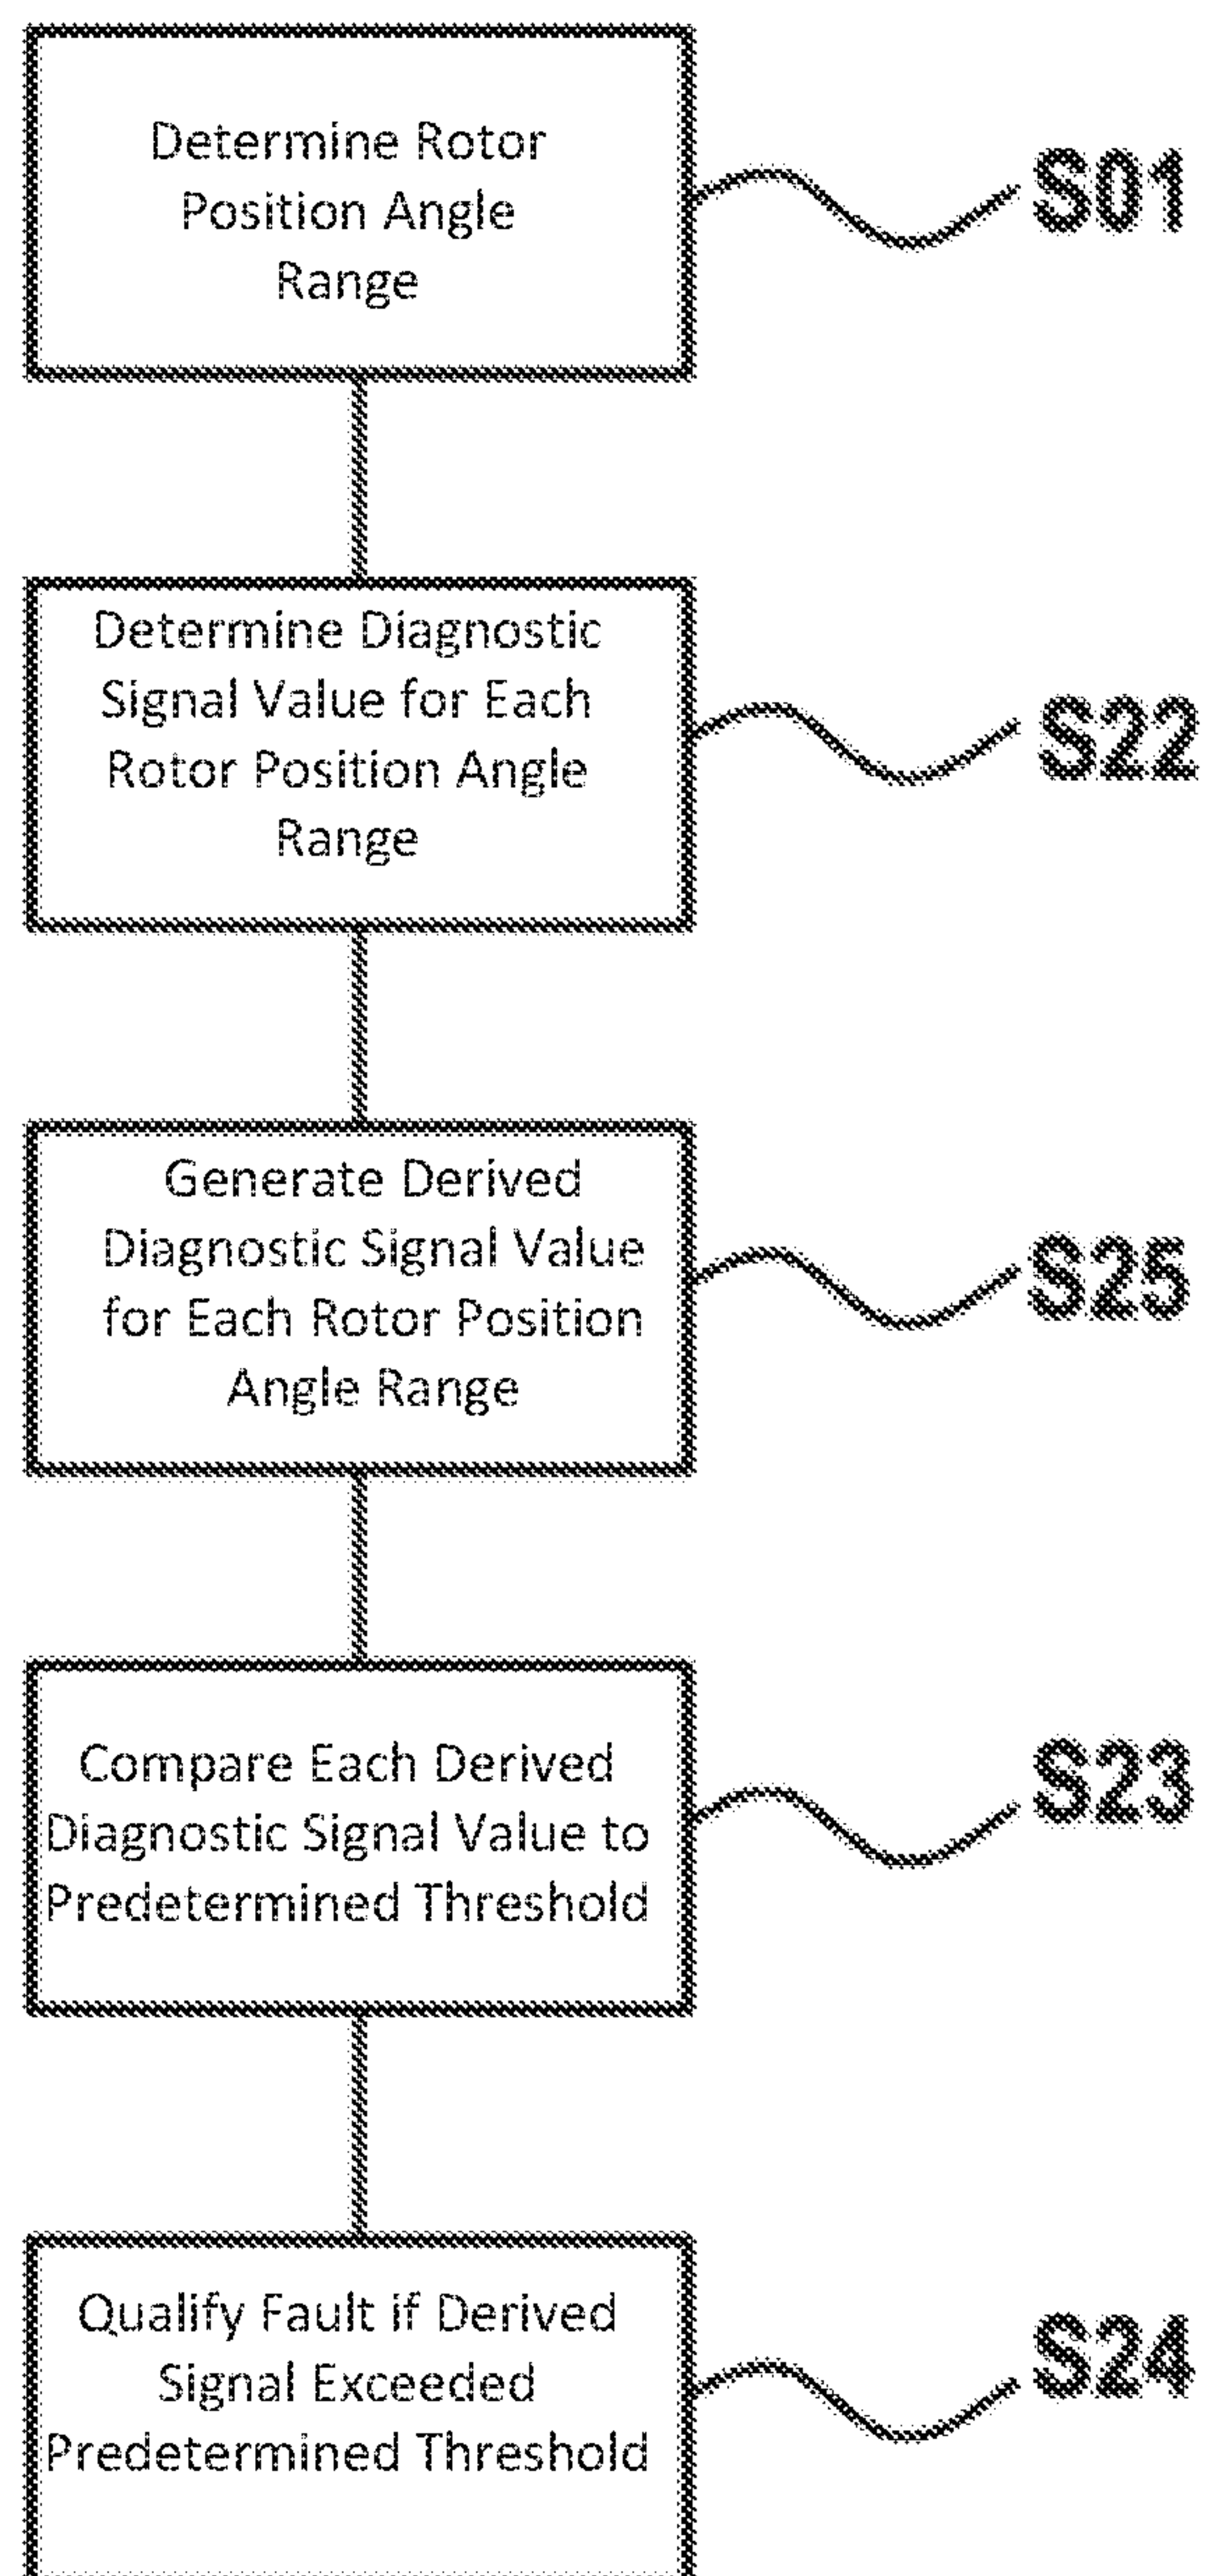 Determine Rotor
Position Angle
Range
S01
Determine Diagnostic
Signal Value for Each
Rotor Position Angle
Range
S22
Generate Derived
Diagnostic Signal Value
for Each Rotor Position
Angle Range
S25
Compare Each Derived
Diagnostic Signal Value to
Predetermined Threshold
S23
Qualify Fault if Derived
Signal Exceeded
Predetermined Threshold
S24